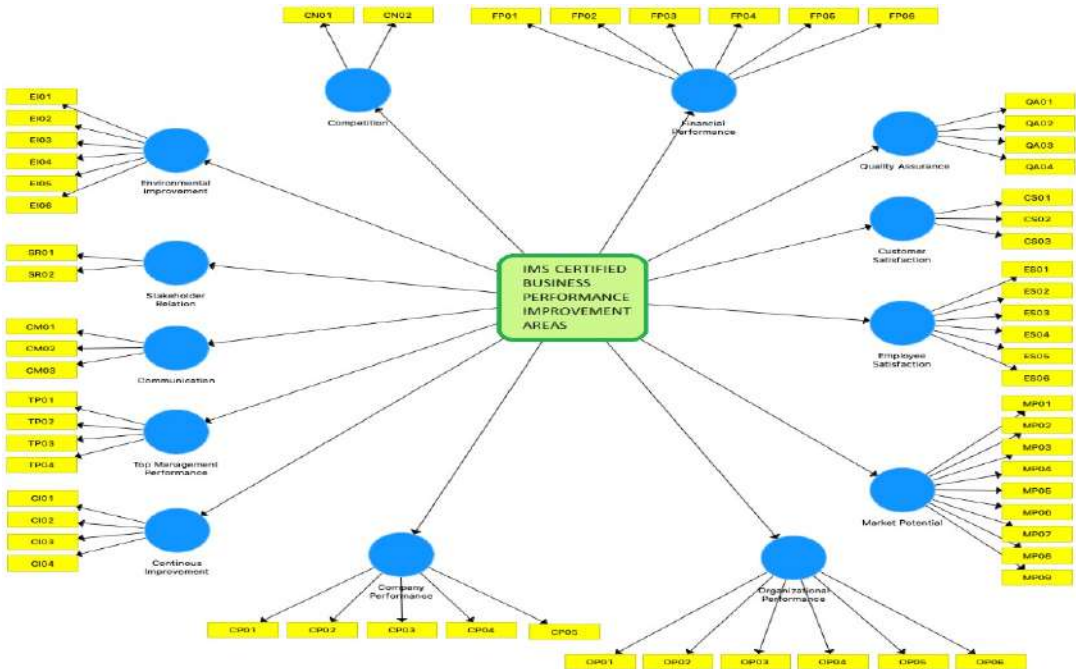 CN01
CN02
FP01
FP02
FP03
FP04
FP05
FP06
Competition
Financial
Performance
EI01
EI02
EI03
EI04
EI05
EI06
Environmental
Improvement
QA01
QA02
QA03
QA04
Quality Assurance
CS01
CS02
CS03
Customer
Satisfaction
SR01
SR02
Stakeholder
Relation
IMS CERTIFIED
BUSINESS
PERFORMANCE
IMPROVEMENT
AREAS
ES01
ES02
ES03
ES04
ES05
ES06
Employee
Satisfaction
CM01
CM02
CM03
Communication
TP01
TP02
TP03
TP04
Top Management
Performance
MP01
MP02
MP03
MP04
MP05
MP06
MP07
MP08
MP09
Market Potential
CI01
CI02
CI03
CI04
Continous
Improvement
Company
Performance
CP01
CP02
CP03
CP04
CP05
Organizational
Performance
OP01
OP02
OP03
OP04
OP05
OP06